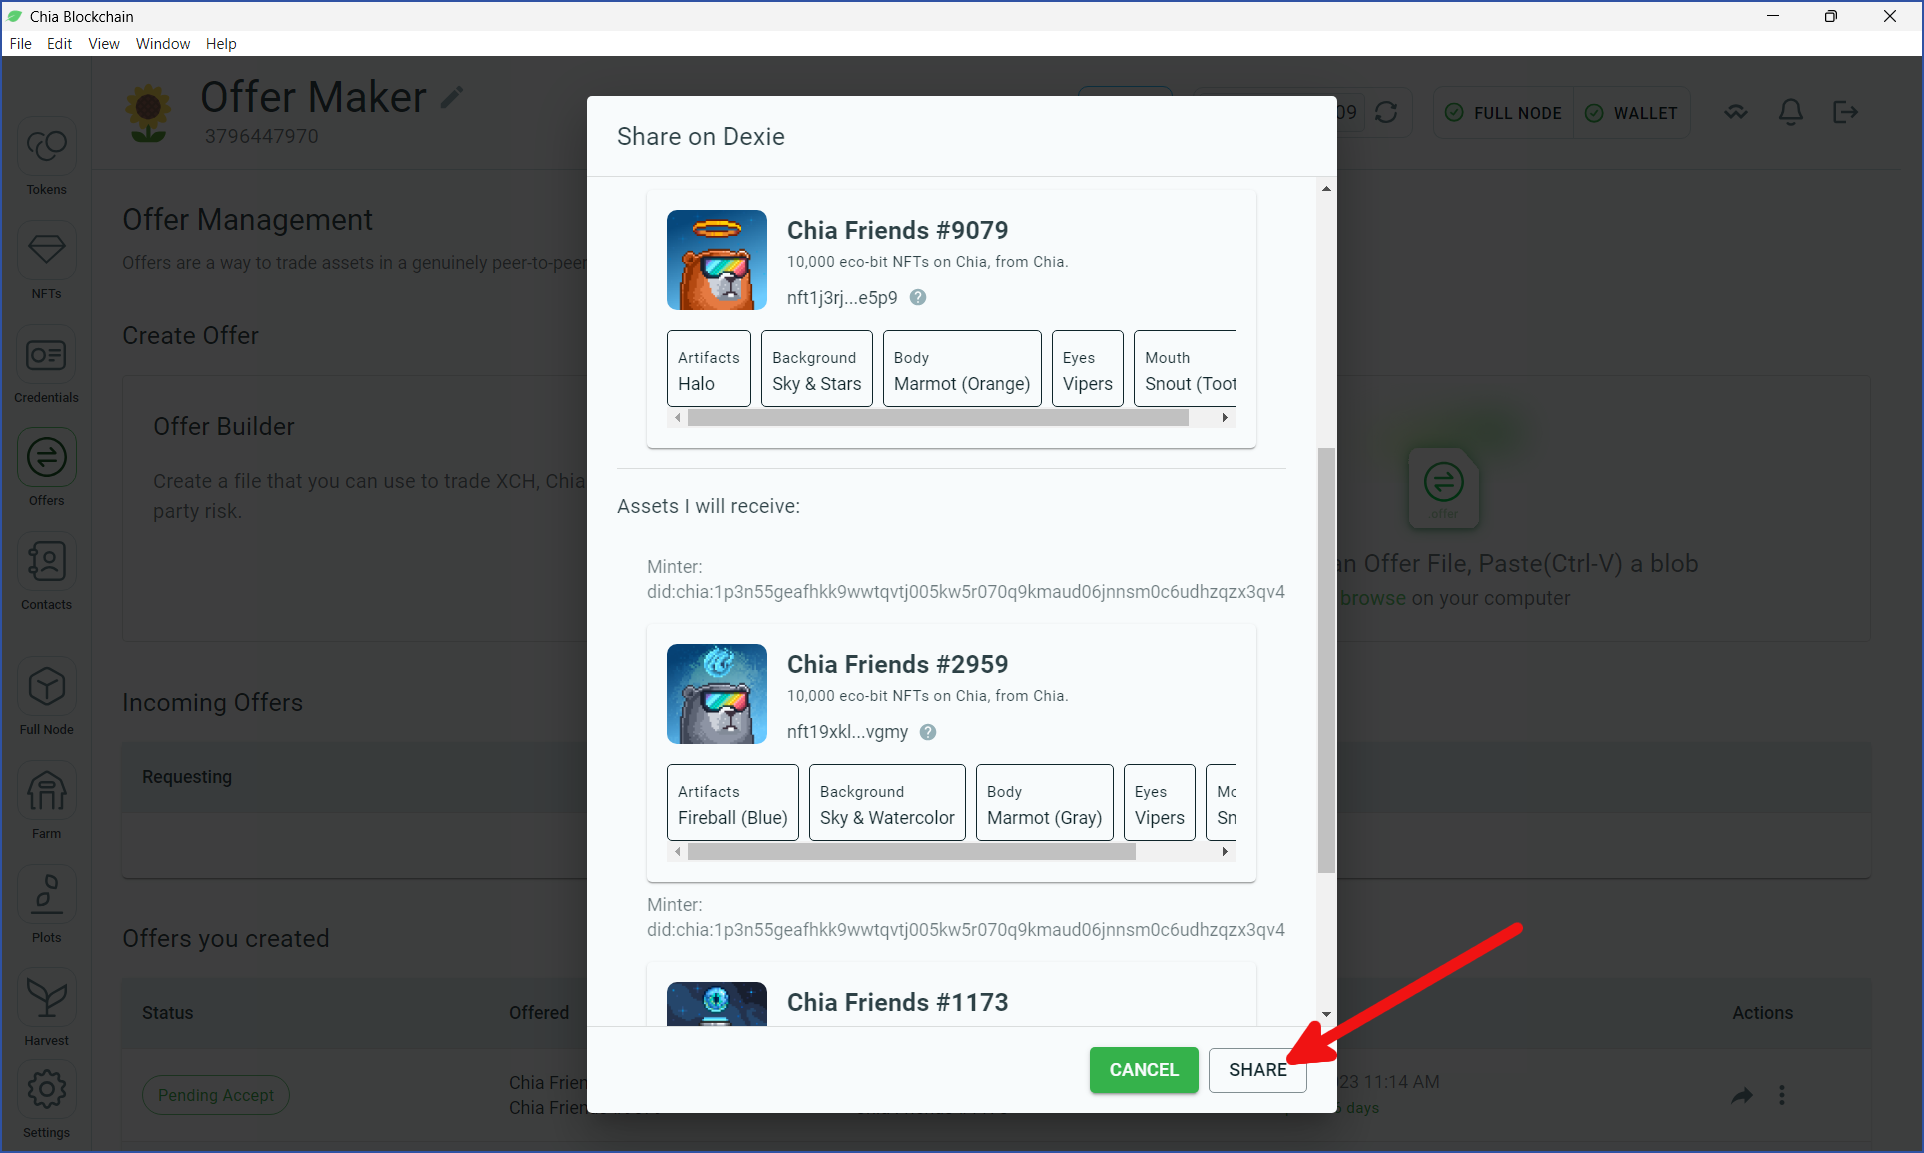 Chia Blockchain
File Edit View Window Help
Offer Maker
3796447970
09
FULL NODE
WALLET
Tokens
NFTs
Credentials
Offers
Contacts
Full Node
Farm
Plots
Harvest
Settings
Offer Management
Offers are a way to trade assets in a genuinely peer-to-peer
Create Offer
Offer Builder
Create a file that you can use to trade XCH, Chia
party risk.
offer
an Offer File, Paste(Ctrl-V) a blob
browse on your computer
Incoming Offers
Requesting
Offers you created
Status
Offered
Actions
Pending Accept
Chia Frien
Chia Frien
23 11:14 AM
days
Share on Dexie
Chia Friends #9079
10,000 eco-bit NFTs on Chia, from Chia.
nft1j3rj...e5p9
Artifacts
Halo
Background
Sky & Stars
Body
Marmot (Orange)
Eyes
Vipers
Mouth
Snout (Toot
Assets I will receive:
Minter:
did:chia:1p3n55geafhkk9wwtqvtj005kw5r070q9kmaud06jnnsm0c6udhzqzx3qv4
Chia Friends #2959
10,000 eco-bit NFTs on Chia, from Chia.
nft19xkl...vgmy
Artifacts
Fireball (Blue)
Background
Sky & Watercolor
Body
Marmot (Gray)
Eyes
Vipers
Mo
Sn
Minter:
did:chia:1p3n55geafhkk9wwtqvtj005kw5r070q9kmaud06jnnsm0c6udhzqzx3qv4
Chia Friends #1173
CANCEL
SHARE